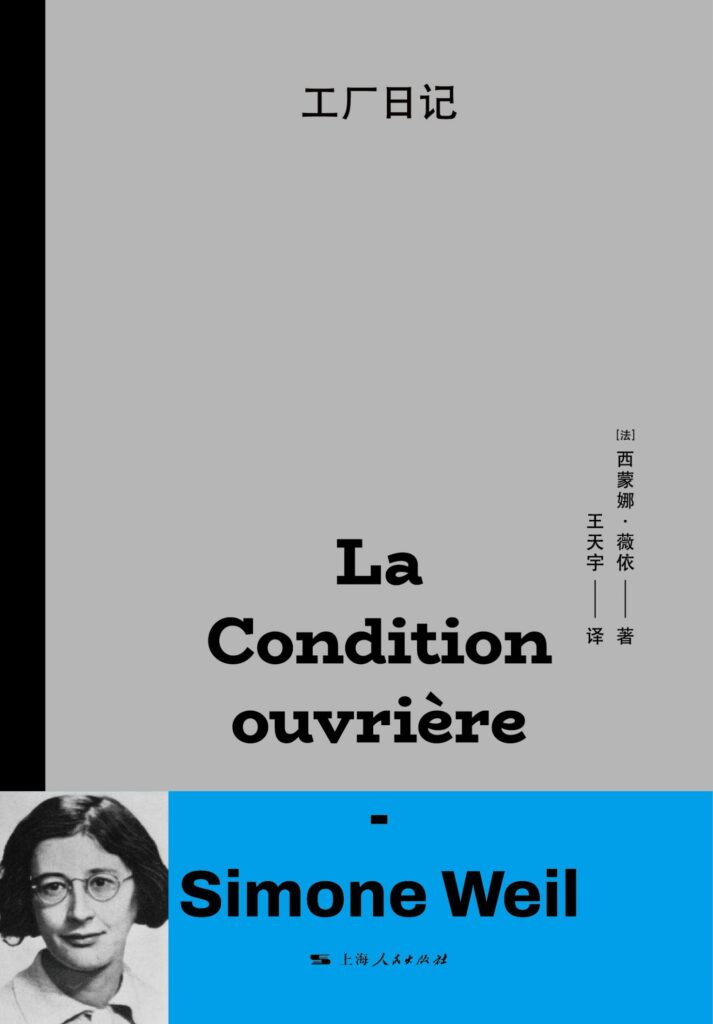 工厂日记
[法]西蒙娜·薇依——著
王天宇——译
La
Condition
ouvrière
-
Simone Weil
上海人民出版社